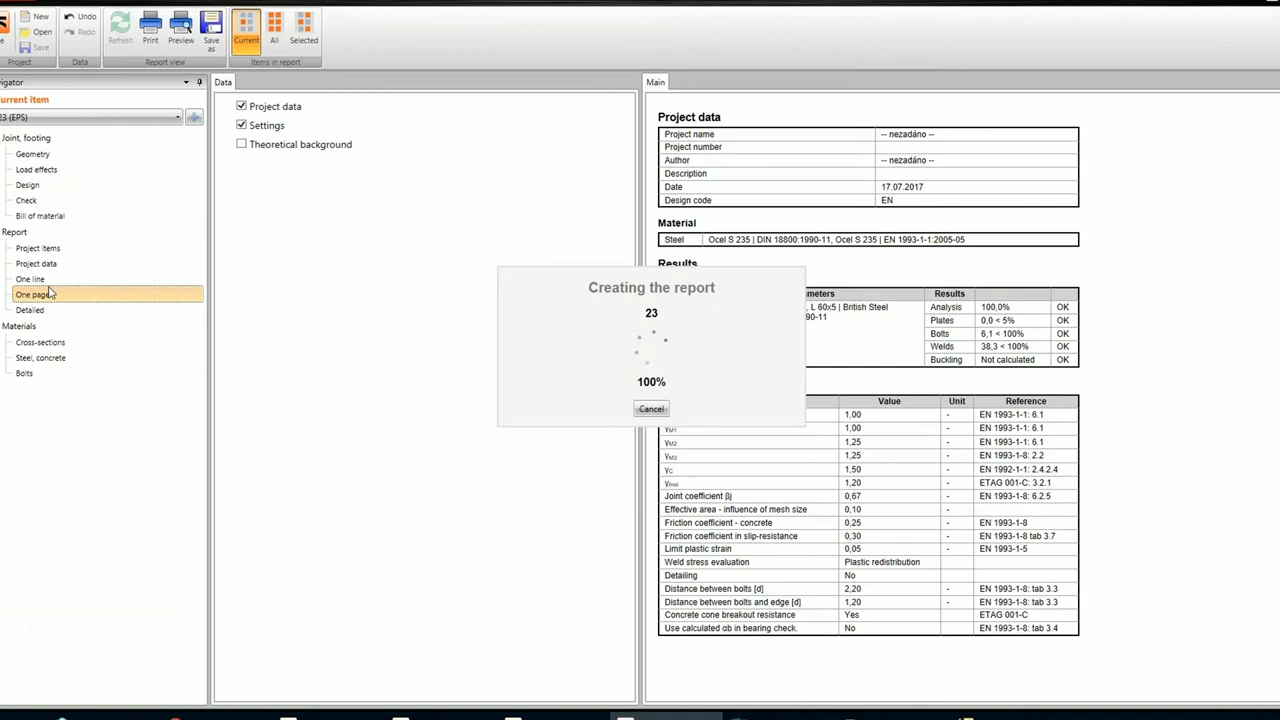 New
Open
Save
Project
Undo
Redo
Data
Refresh
Print
Preview
Save as
Report view
Current
All
Selected
Items in report
Current item
23 (EPS)
Joint, footing
Geometry
Load effects
Design
Check
Bill of material
Report
Project items
Project data
One line
One page
Detailed
Materials
Cross-sections
Steel, concrete
Bolts
Data
Project data
Settings
Theoretical background
Main
Project data
Project name -- nezadáno --
Project number
Author -- nezadáno --
Description
Date 17.07.2017
Design code EN
Material
Steel Ocel S 235 | DIN 18800:1990-11, Ocel S 235 | EN 1993-1-1:2005-05
Results
Results
, L 60x5 | British Steel
90-11
Analysis 100,0% OK
Plates 0,0 < 5% OK
Bolts 6,1 < 100% OK
Welds 38,3 < 100% OK
Buckling Not calculated OK
Creating the report
23
100%
Cancel
Value Unit Reference
1,00 - EN 1993-1-1: 6.1
γM1 1,00 - EN 1993-1-1: 6.1
γM2 1,25 - EN 1993-1-1: 6.1
γM3 1,25 - EN 1993-1-8: 2.2
γC 1,50 - EN 1992-1-1: 2.4.2.4
γInst 1,20 - ETAG 001-C: 3.2.1
Joint coefficient βj 0,67 - EN 1993-1-8: 6.2.5
Effective area - influence of mesh size 0,10 -
Friction coefficient - concrete 0,25 - EN 1993-1-8
Friction coefficient in slip-resistance 0,30 - EN 1993-1-8 tab 3.7
Limit plastic strain 0,05 - EN 1993-1-5
Weld stress evaluation Plastic redistribution
Detailing No
Distance between bolts [d] 2,20 - EN 1993-1-8: tab 3.3
Distance between bolts and edge [d] 1,20 - EN 1993-1-8: tab 3.3
Concrete cone breakout resistance Yes ETAG 001-C
Use calculated αb in bearing check. No EN 1993-1-8: tab 3.4